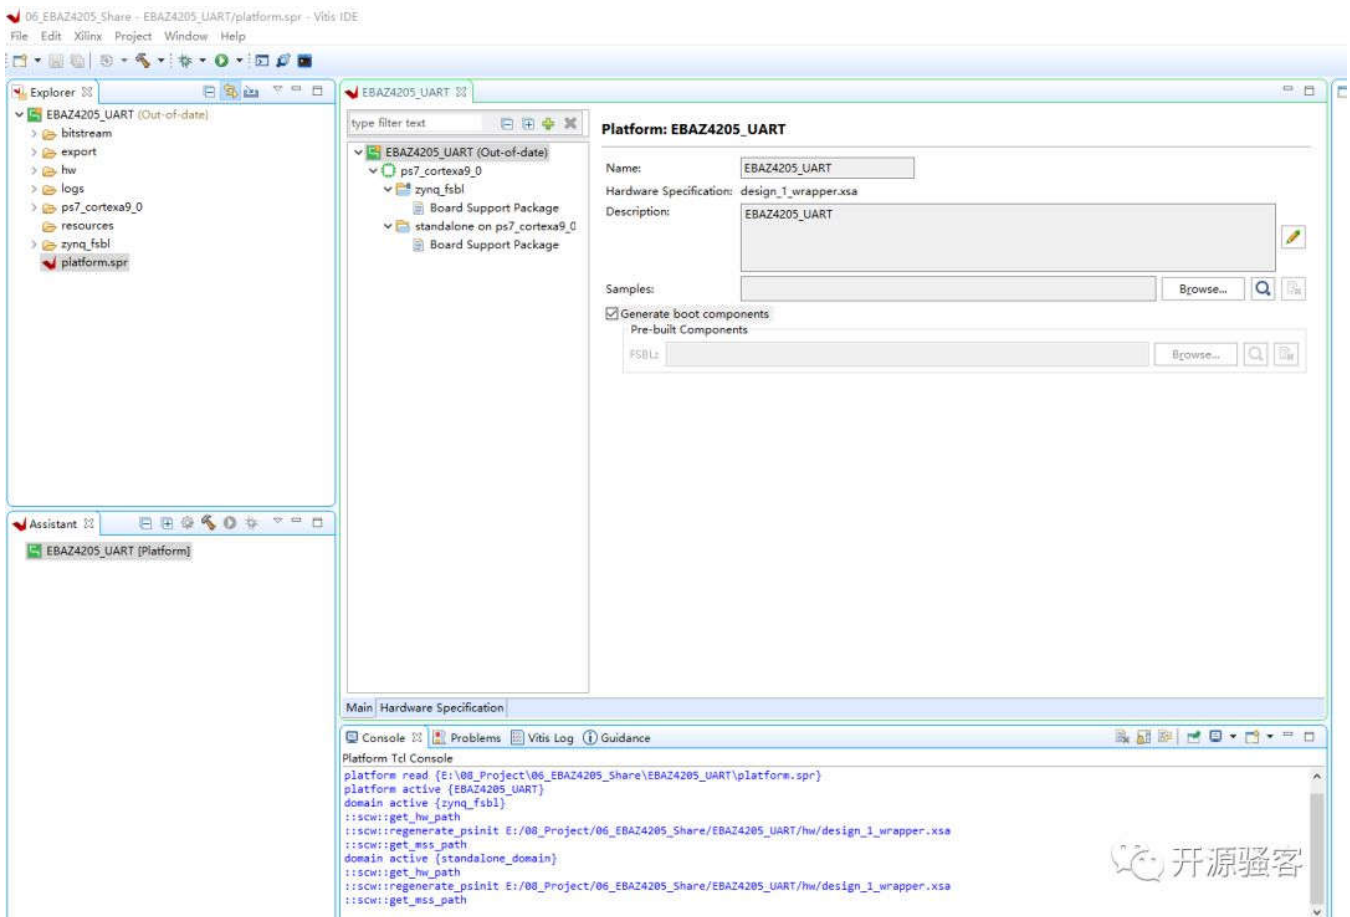 06_EBAZ4205_Share - EBAZ4205_UART/platform.spr - Vitis IDE
File Edit Xilinx Project Window Help
Explorer
EBAZ4205_UART (Out-of-date)
bitstream
export
hw
logs
ps7_cortexa9_0
resources
zynq_fsbl
platform.spr
Assistant
EBAZ4205_UART [Platform]
EBAZ4205_UART
type filter text
EBAZ4205_UART (Out-of-date)
ps7_cortexa9_0
zynq_fsbl
Board Support Package
standalone on ps7_cortexa9_0
Board Support Package
Platform: EBAZ4205_UART
Name: EBAZ4205_UART
Hardware Specification: design_1_wrapper.xsa
Description: EBAZ4205_UART
Samples: Browse...
Generate boot components
Pre-built Components
FSBL: Browse...
Main Hardware Specification
Console Problems Vitis Log Guidance
Platform Tcl Console
platform read {E:\08_Project\06_EBAZ4205_Share\EBAZ4205_UART\platform.spr}
platform active {EBAZ4205_UART}
domain active {zynq_fsbl}
::scw::get_hw_path
::scw::regenerate_psinit E:/08_Project/06_EBAZ4205_Share/EBAZ4205_UART/hw/design_1_wrapper.xsa
::scw::get_mss_path
domain active {standalone_domain}
::scw::get_hw_path
::scw::regenerate_psinit E:/08_Project/06_EBAZ4205_Share/EBAZ4205_UART/hw/design_1_wrapper.xsa
::scw::get_mss_path
开源骚客